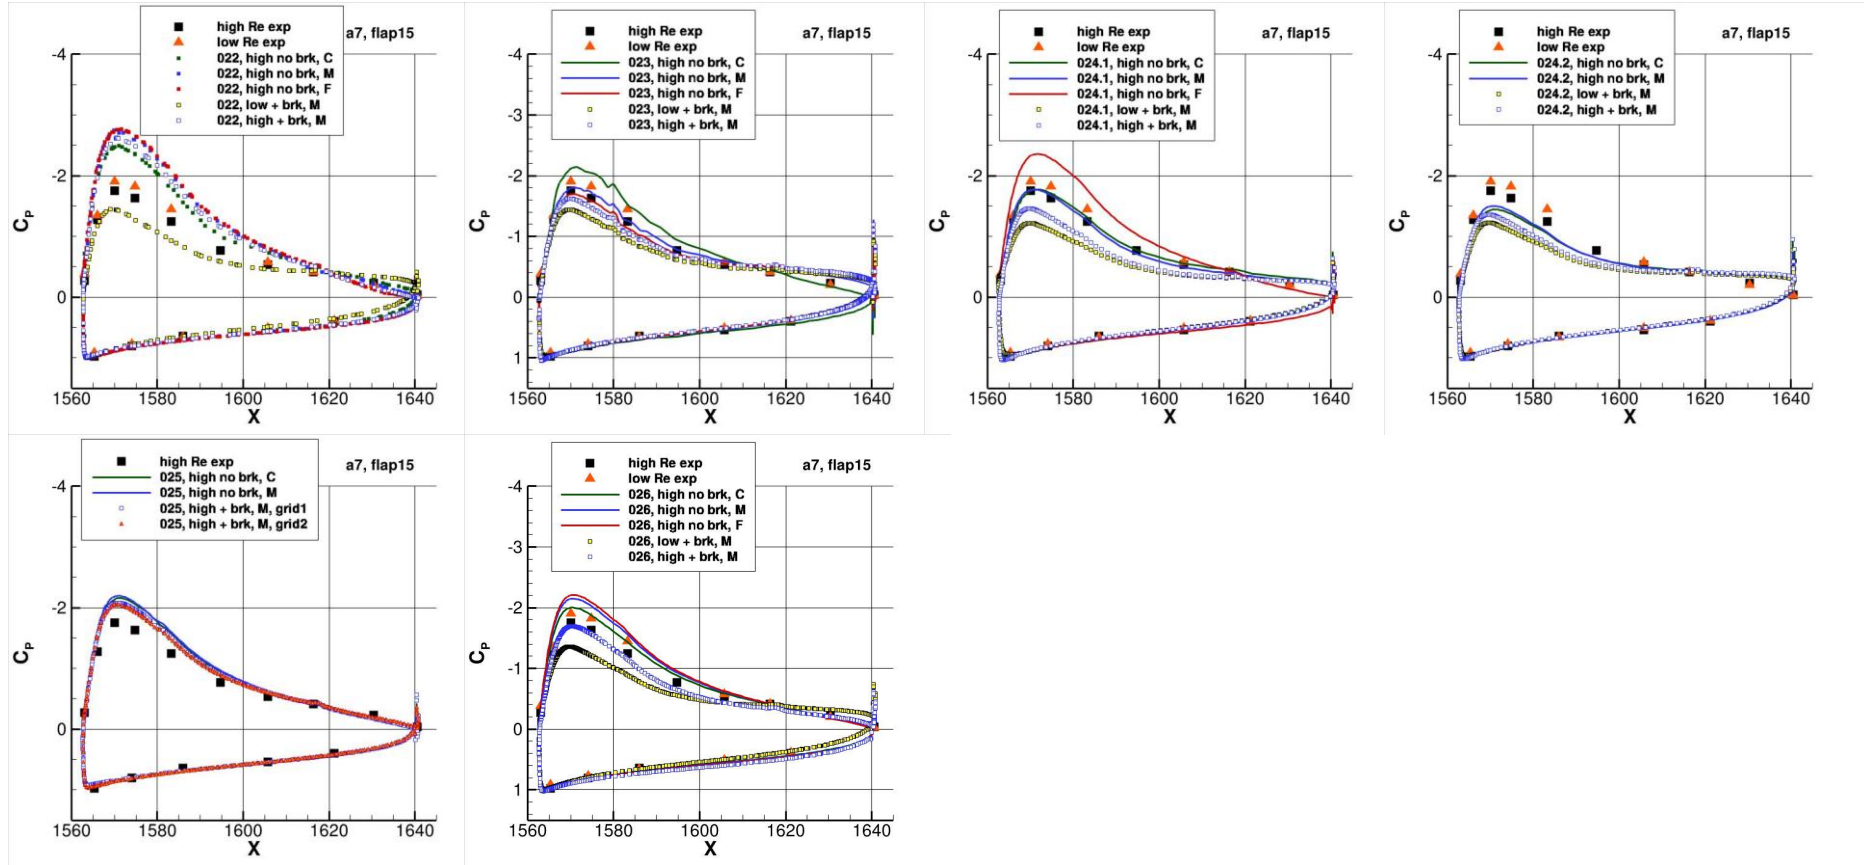 high Re exp
low Re exp
022, high no brk, C
022, high no brk, M
022, high no brk, F
022, low + brk, M
022, high + brk, M
a7, flap15
-4
-2
0
CP
1560 1580 1600 1620 1640
X
high Re exp
low Re exp
023, high no brk, C
023, high no brk, M
023, high no brk, F
023, low + brk, M
023, high + brk, M
a7, flap15
-4
-3
-2
-1
0
1
CP
1560 1580 1600 1620 1640
X
high Re exp
low Re exp
024.1, high no brk, C
024.1, high no brk, M
024.1, high no brk, F
024.1, low + brk, M
024.1, high + brk, M
a7, flap15
-4
-2
0
CP
1560 1580 1600 1620 1640
X
high Re exp
low Re exp
024.2, high no brk, C
024.2, high no brk, M
024.2, low + brk, M
024.2, high + brk, M
a7, flap15
-4
-2
0
CP
1560 1580 1600 1620 1640
X
high Re exp
025, high no brk, C
025, high no brk, M
025, high + brk, M, grid1
025, high + brk, M, grid2
a7, flap15
-4
-2
0
CP
1560 1580 1600 1620 1640
X
high Re exp
low Re exp
026, high no brk, C
026, high no brk, M
026, high no brk, F
026, low + brk, M
026, high + brk, M
a7, flap15
-4
-3
-2
-1
0
1
CP
1560 1580 1600 1620 1640
X